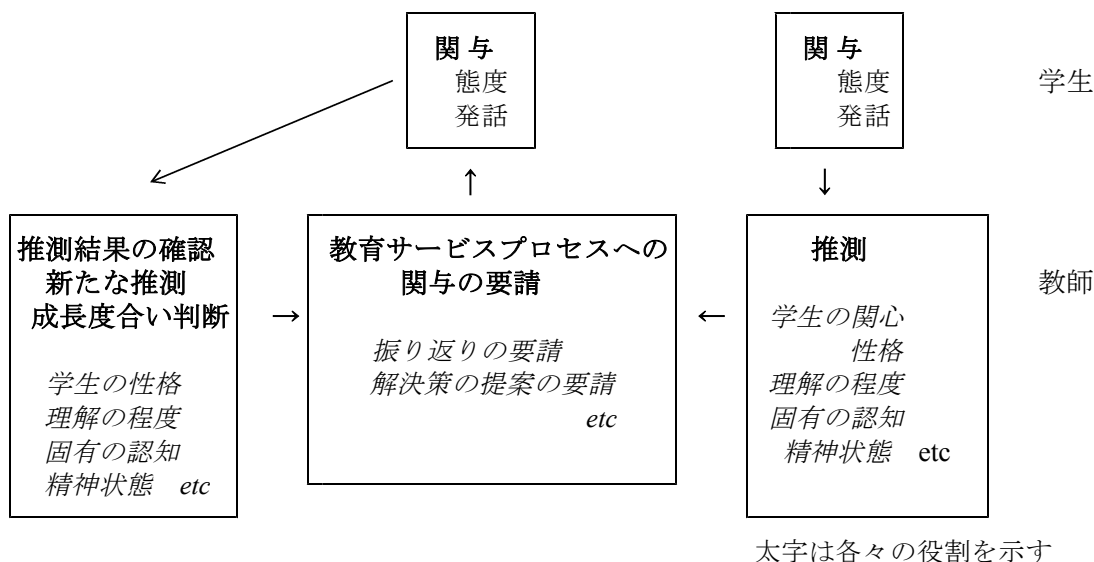 関 与
態度
発話
関 与
態度
発話
学生
↑
↓
推測結果の確認
新たな推測
成長度合い判断
学生の性格
理解の程度
固有の認知
精神状態 etc
→
教育サービスプロセスへの
関与の要請
振り返りの要請
解決策の提案の要請
etc
←
推測
学生の関心
性格
理解の程度
固有の認知
精神状態 etc
教師
太字は各々の役割を示す